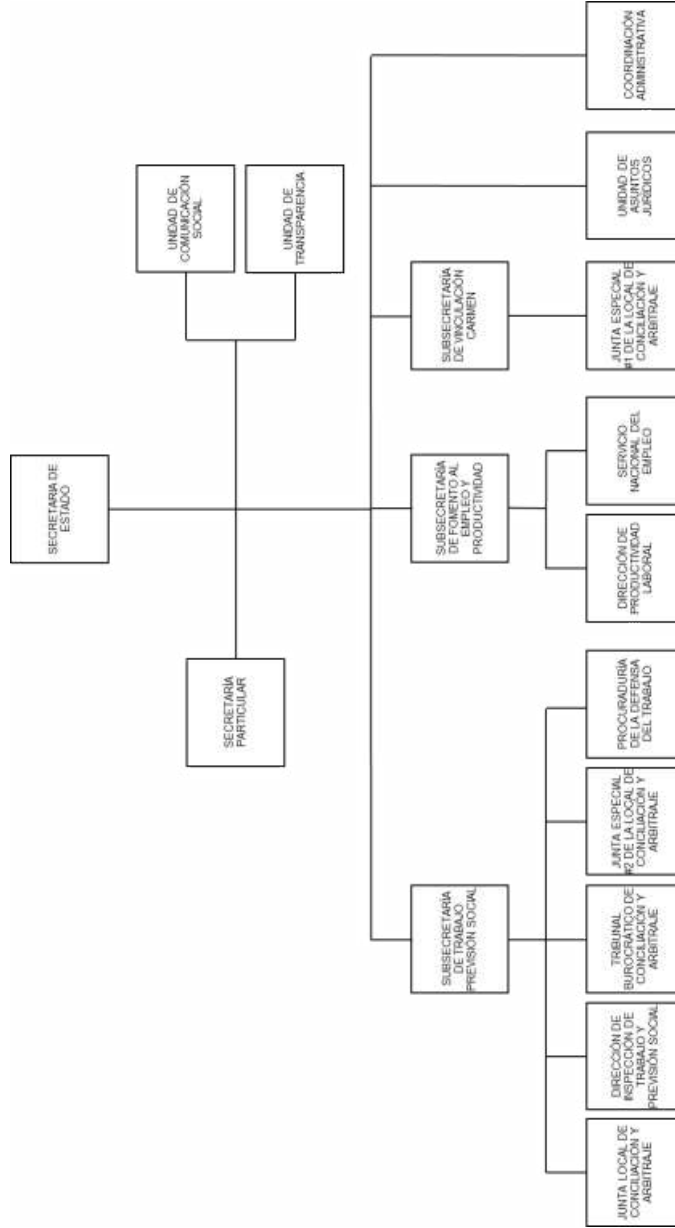 SECRETARIA DE
ESTADO
SECRETARÍA
PARTICULAR
UNIDAD DE
COMUNICACIÓN
SOCIAL
UNIDAD DE
TRANSPARENCIA
SUBSECRETARÍA
DE TRABAJO
PREVISIÓN SOCIAL
SUBSECRETARÍA
DE FOMENTO AL
EMPLEO Y
PRODUCTIVIDAD
SUBSECRETARÍA
DE VINCULACIÓN
CARMEN
JUNTA LOCAL DE
CONCILIACIÓN Y
ARBITRAJE
DIRECCIÓN DE
INSPECCIÓN DE
TRABAJO Y
PREVISIÓN SOCIAL
TRIBUNAL
BUROCRÁTICO DE
CONCILIACIÓN Y
ARBITRAJE
JUNTA ESPECIAL
#2 DE LA LOCAL DE
CONCILIACIÓN Y
ARBITRAJE
PROCURADURÍA
DE LA DEFENSA
DEL TRABAJO
DIRECCIÓN DE
PRODUCTIVIDAD
LABORAL
SERVICIO
NACIONAL DEL
EMPLEO
JUNTA ESPECIAL
#1 DE LA LOCAL DE
CONCILIACIÓN Y
ARBITRAJE
UNIDAD DE
ASUNTOS
JURÍDICOS
COORDINACIÓN
ADMINISTRATIVA